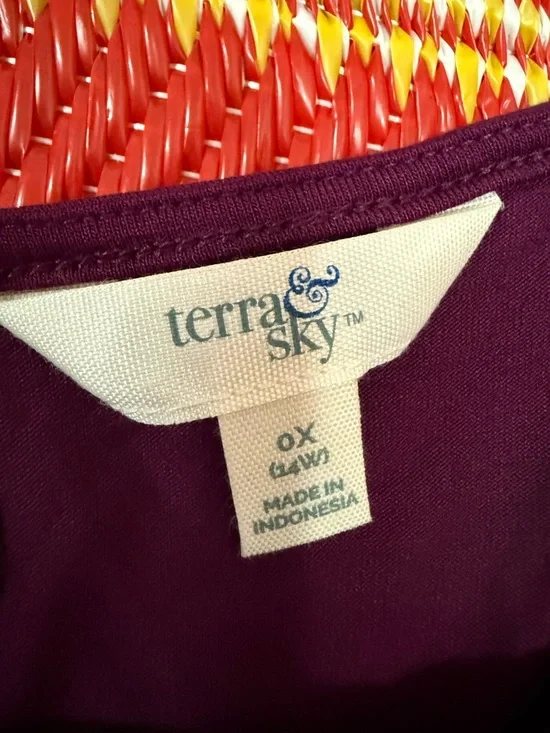 terra &
sky™
0X
(14W)
MADE IN
INDONESIA